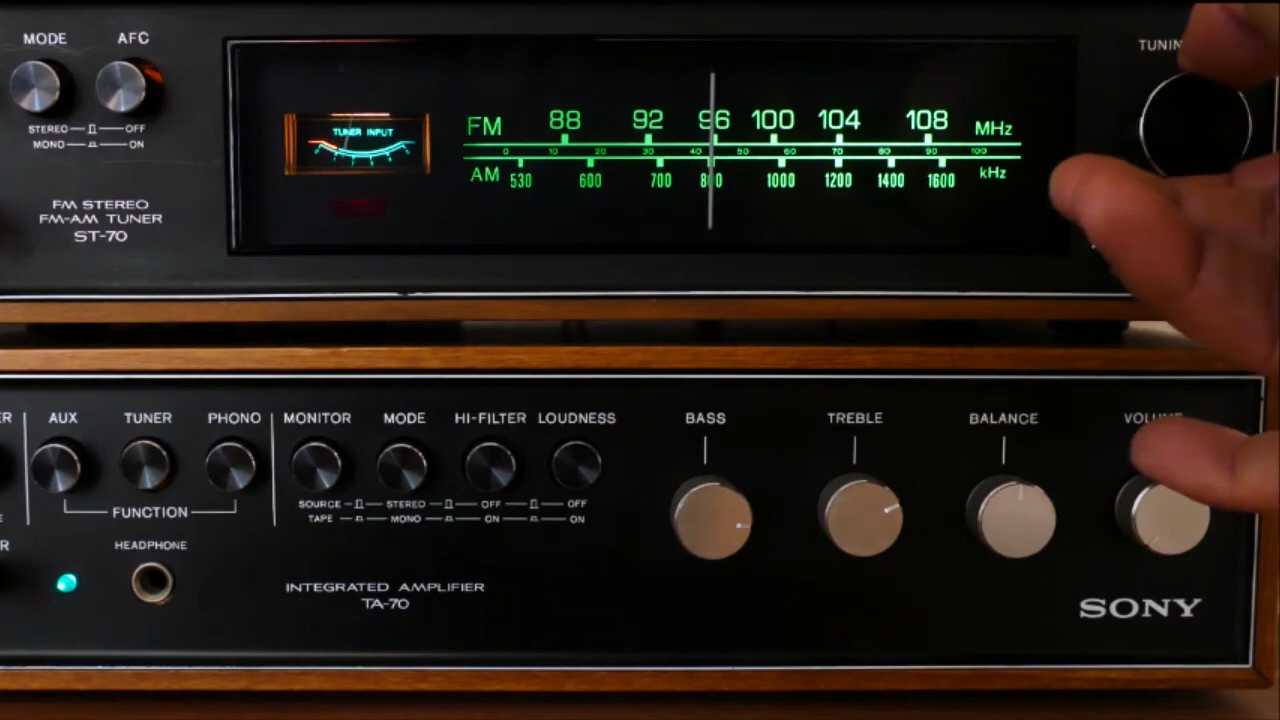 MODE AFC
STEREO OFF
MONO ON
FM STEREO
FM-AM TUNER
ST-70
TUNER INPUT
FM 88 92 96 100 104 108 MHz
0 10 20 30 40 50 60 70 80 90 100
AM 530 600 700 800 1000 1200 1400 1600 kHz
TUNIN
ER AUX TUNER PHONO MONITOR MODE HI-FILTER LOUDNESS BASS TREBLE BALANCE VOLUME
SOURCE STEREO OFF OFF
TAPE MONO ON ON
FUNCTION
E
R HEADPHONE
INTEGRATED AMPLIFIER
TA-70
SONY